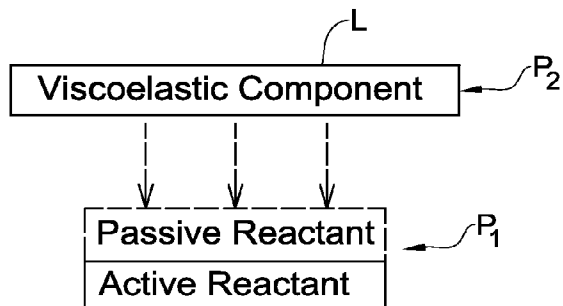 L
Viscoelastic Component
P2
Passive Reactant
P1
Active Reactant